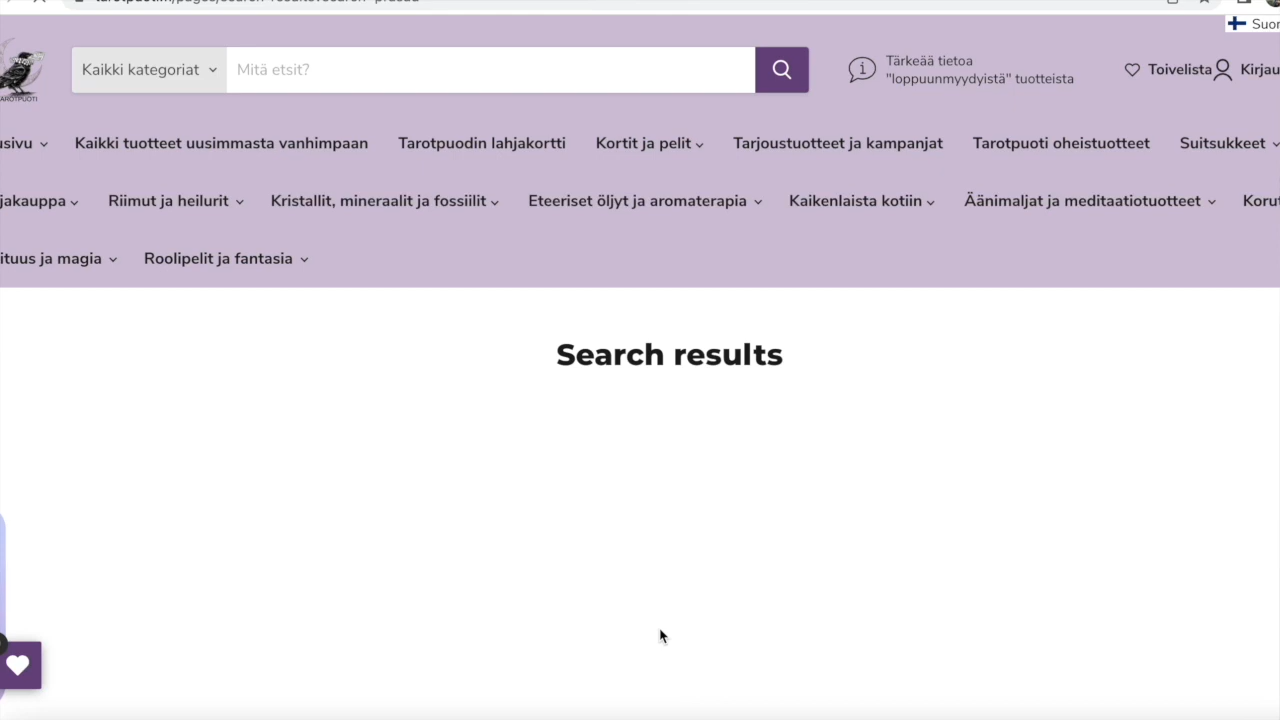 Suor
TAROTPUOTI
Kaikki kategoriat
Mitä etsit?
Tärkeää tietoa
"loppuunmyydyistä" tuotteista
Toivelista
Kirjau
usivu
Kaikki tuotteet uusimmasta vanhimpaan
Tarotpuodin lahjakortti
Kortit ja pelit
Tarjoustuotteet ja kampanjat
Tarotpuoti oheistuotteet
Suitsukkeet
jakauppa
Riimut ja heilurit
Kristallit, mineraalit ja fossiilit
Eteeriset öljyt ja aromaterapia
Kaikenlaista kotiin
Äänimaljat ja meditaatiotuotteet
Korut
ituus ja magia
Roolipelit ja fantasia
Search results